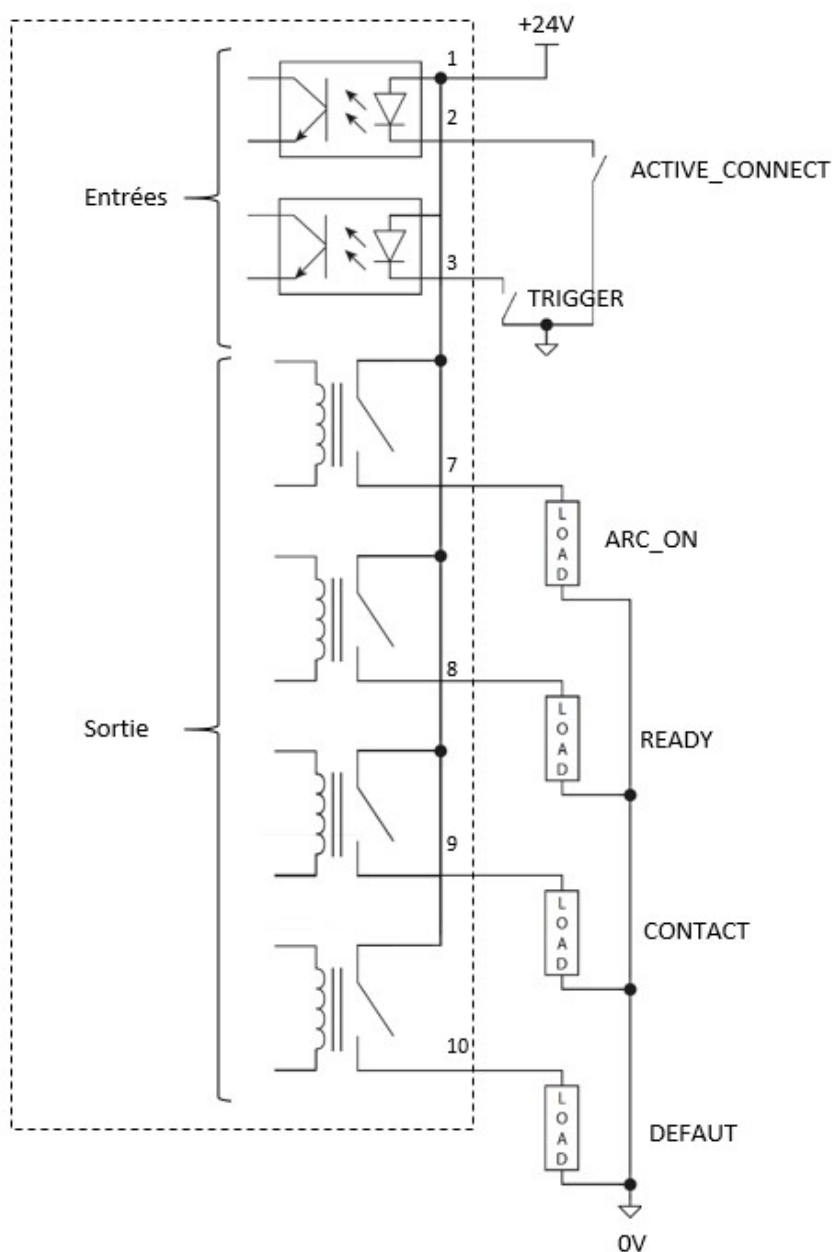 +24V
1
2
ACTIVE_CONNECT
Entrées
3
TRIGGER
7
LOAD
ARC_ON
8
LOAD
READY
Sortie
9
LOAD
CONTACT
10
LOAD
DEFAUT
0V